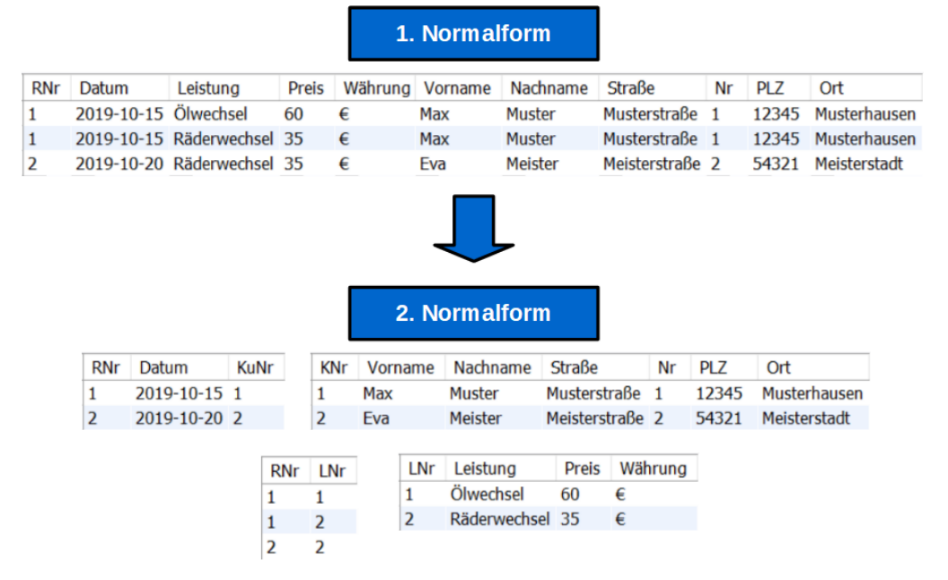 1. Normalform
RNr Datum Leistung Preis Währung Vorname Nachname Straße Nr PLZ Ort
1 2019-10-15 Ölwechsel 60 € Max Muster Musterstraße 1 12345 Musterhausen
1 2019-10-15 Räderwechsel 35 € Max Muster Musterstraße 1 12345 Musterhausen
2 2019-10-20 Räderwechsel 35 € Eva Meister Meisterstraße 2 54321 Meisterstadt
2. Normalform
RNr Datum KuNr
1 2019-10-15 1
2 2019-10-20 2
KNr Vorname Nachname Straße Nr PLZ Ort
1 Max Muster Musterstraße 1 12345 Musterhausen
2 Eva Meister Meisterstraße 2 54321 Meisterstadt
RNr LNr
1 1
1 2
2 2
LNr Leistung Preis Währung
1 Ölwechsel 60 €
2 Räderwechsel 35 €